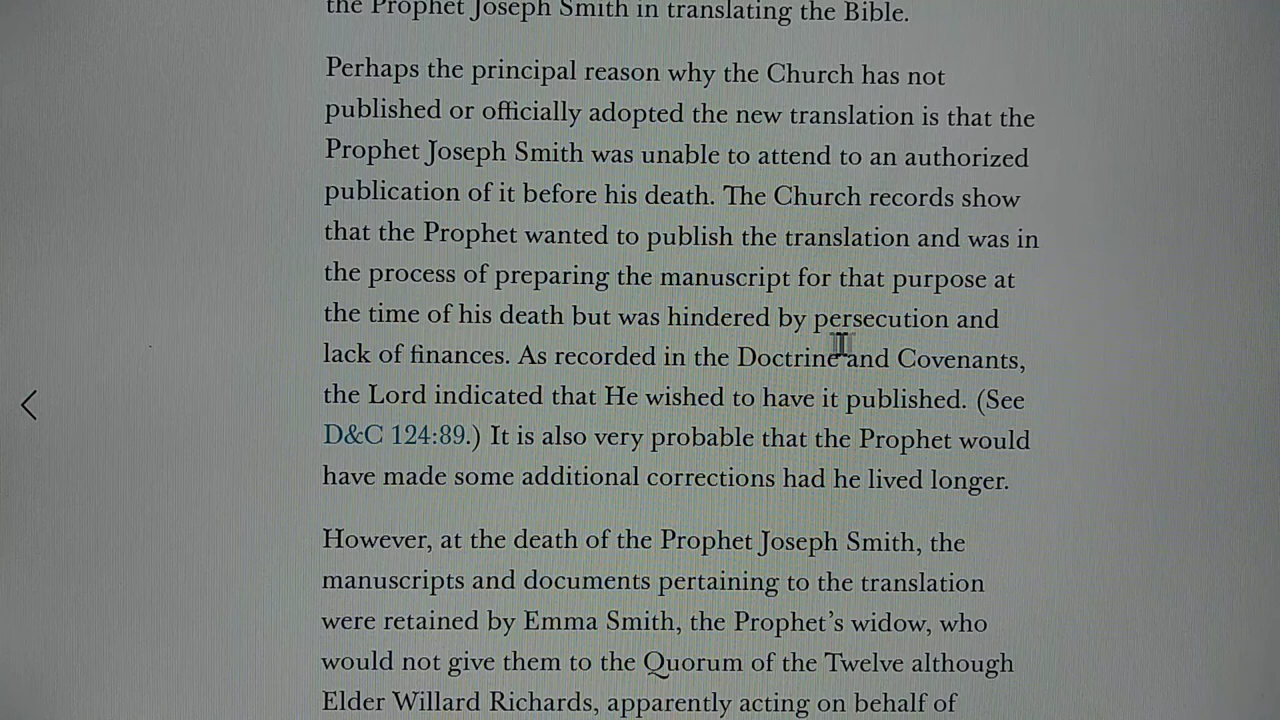 the Prophet Joseph Smith in translating the Bible.
Perhaps the principal reason why the Church has not
published or officially adopted the new translation is that the
Prophet Joseph Smith was unable to attend to an authorized
publication of it before his death. The Church records show
that the Prophet wanted to publish the translation and was in
the process of preparing the manuscript for that purpose at
the time of his death but was hindered by persecution and
lack of finances. As recorded in the Doctrine and Covenants,
the Lord indicated that He wished to have it published. (See
D&C 124:89.) It is also very probable that the Prophet would
have made some additional corrections had he lived longer.
However, at the death of the Prophet Joseph Smith, the
manuscripts and documents pertaining to the translation
were retained by Emma Smith, the Prophet’s widow, who
would not give them to the Quorum of the Twelve although
Elder Willard Richards, apparently acting on behalf of